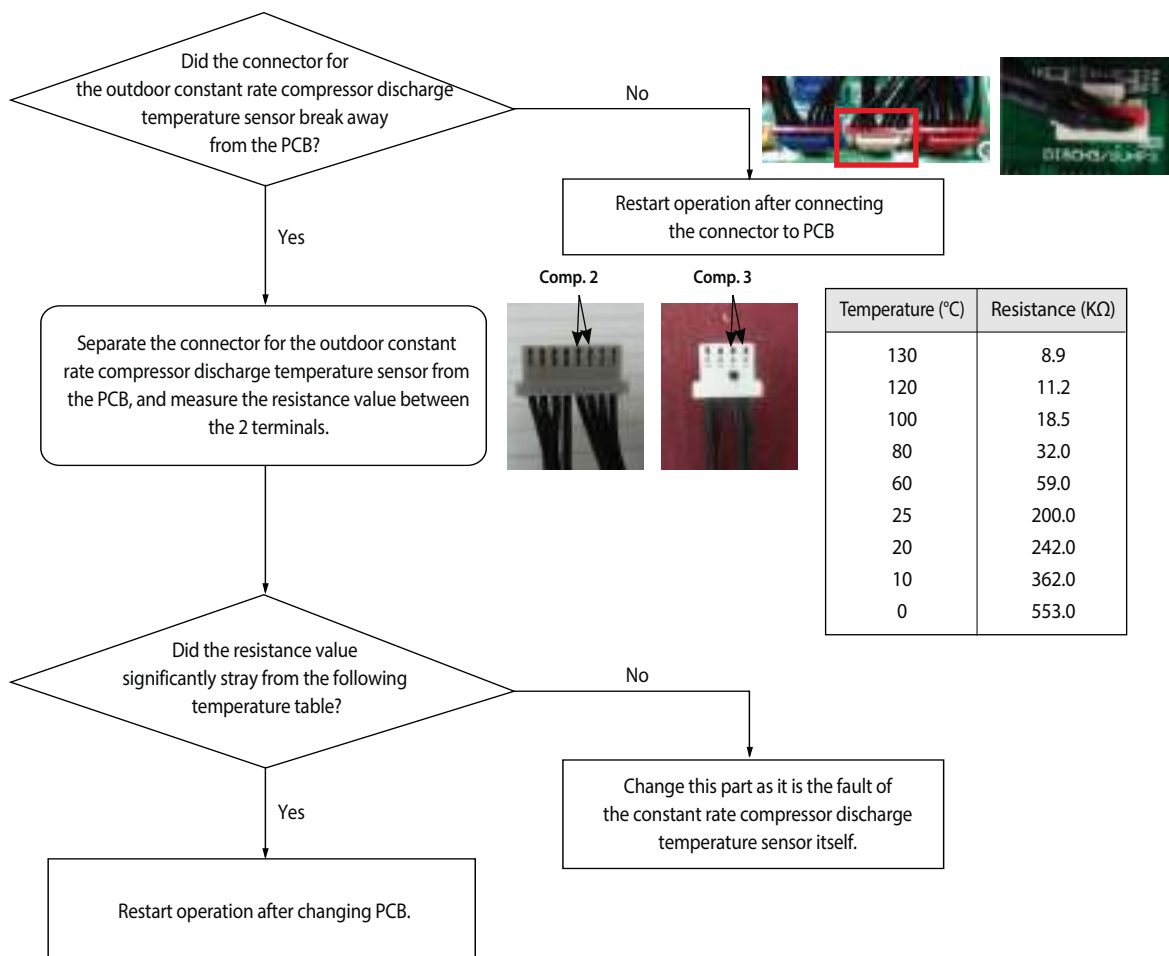 Did the connector for
the outdoor constant rate compressor discharge
temperature sensor break away
from the PCB?
No
Restart operation after connecting
the connector to PCB
Yes
Comp. 2
Comp. 3
Separate the connector for the outdoor constant
rate compressor discharge temperature sensor from
the PCB, and measure the resistance value between
the 2 terminals.
Temperature (°C) Resistance (KΩ)
130 8.9
120 11.2
100 18.5
80 32.0
60 59.0
25 200.0
20 242.0
10 362.0
0 553.0
Did the resistance value
significantly stray from the following
temperature table?
No
Change this part as it is the fault of
the constant rate compressor discharge
temperature sensor itself.
Yes
Restart operation after changing PCB.